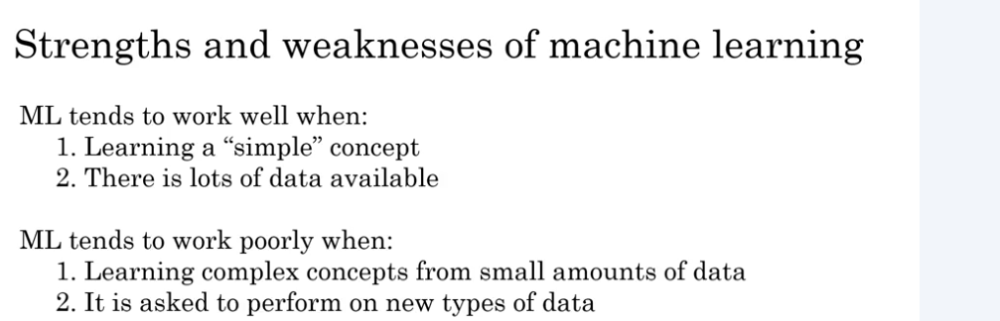 Strengths and weaknesses of machine learning
ML tends to work well when:
1. Learning a “simple” concept
2. There is lots of data available
ML tends to work poorly when:
1. Learning complex concepts from small amounts of data
2. It is asked to perform on new types of data